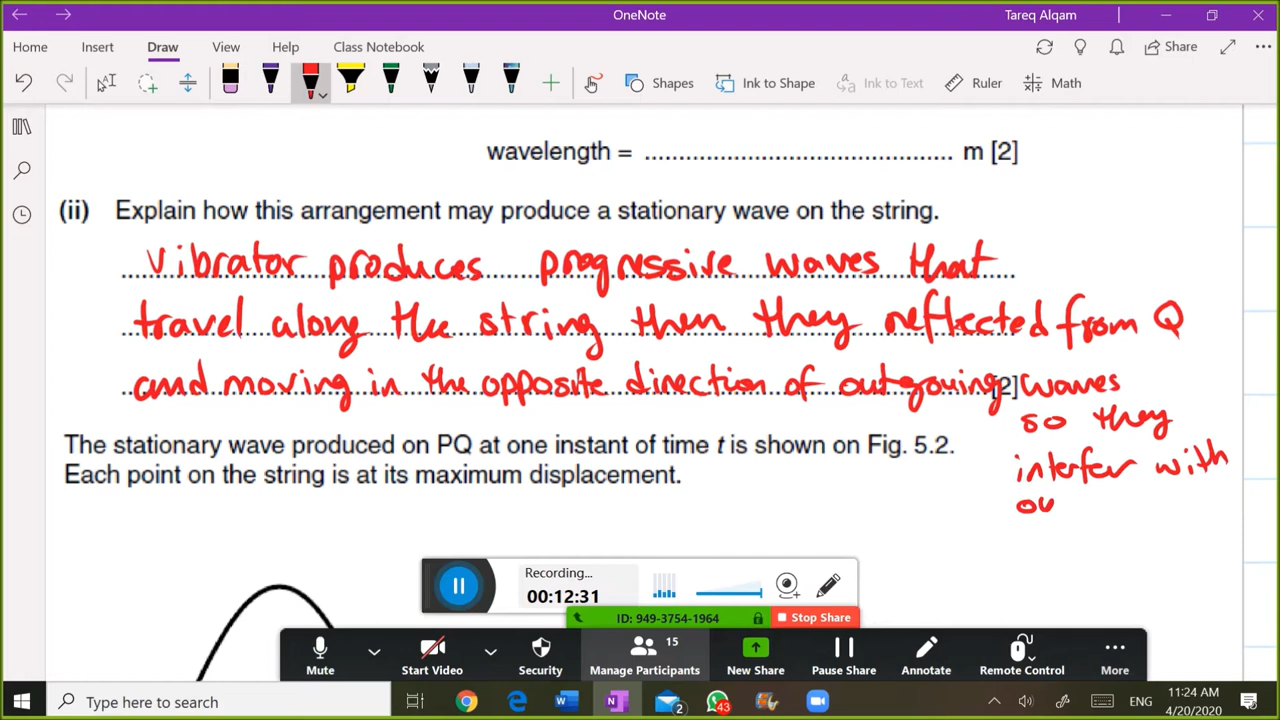 OneNote
Tareq Alqam
Home Insert Draw View Help Class Notebook
Share
Shapes Ink to Shape Ink to Text Ruler Math
wavelength = .............................................. m [2]
(ii) Explain how this arrangement may produce a stationary wave on the string.
vibrator produces progressive waves that
travel along the string then they reflected from Q
and moving in the opposite direction of outgouing [2] waves
so they
The stationary wave produced on PQ at one instant of time t is shown on Fig. 5.2.
interfer with
Each point on the string is at its maximum displacement.
ou
Recording...
00:12:31
ID: 949-3754-1964 Stop Share
15
Mute Start Video Security Manage Participants New Share Pause Share Annotate Remote Control More
Type here to search
2
43
ENG
11:24 AM
4/20/2020